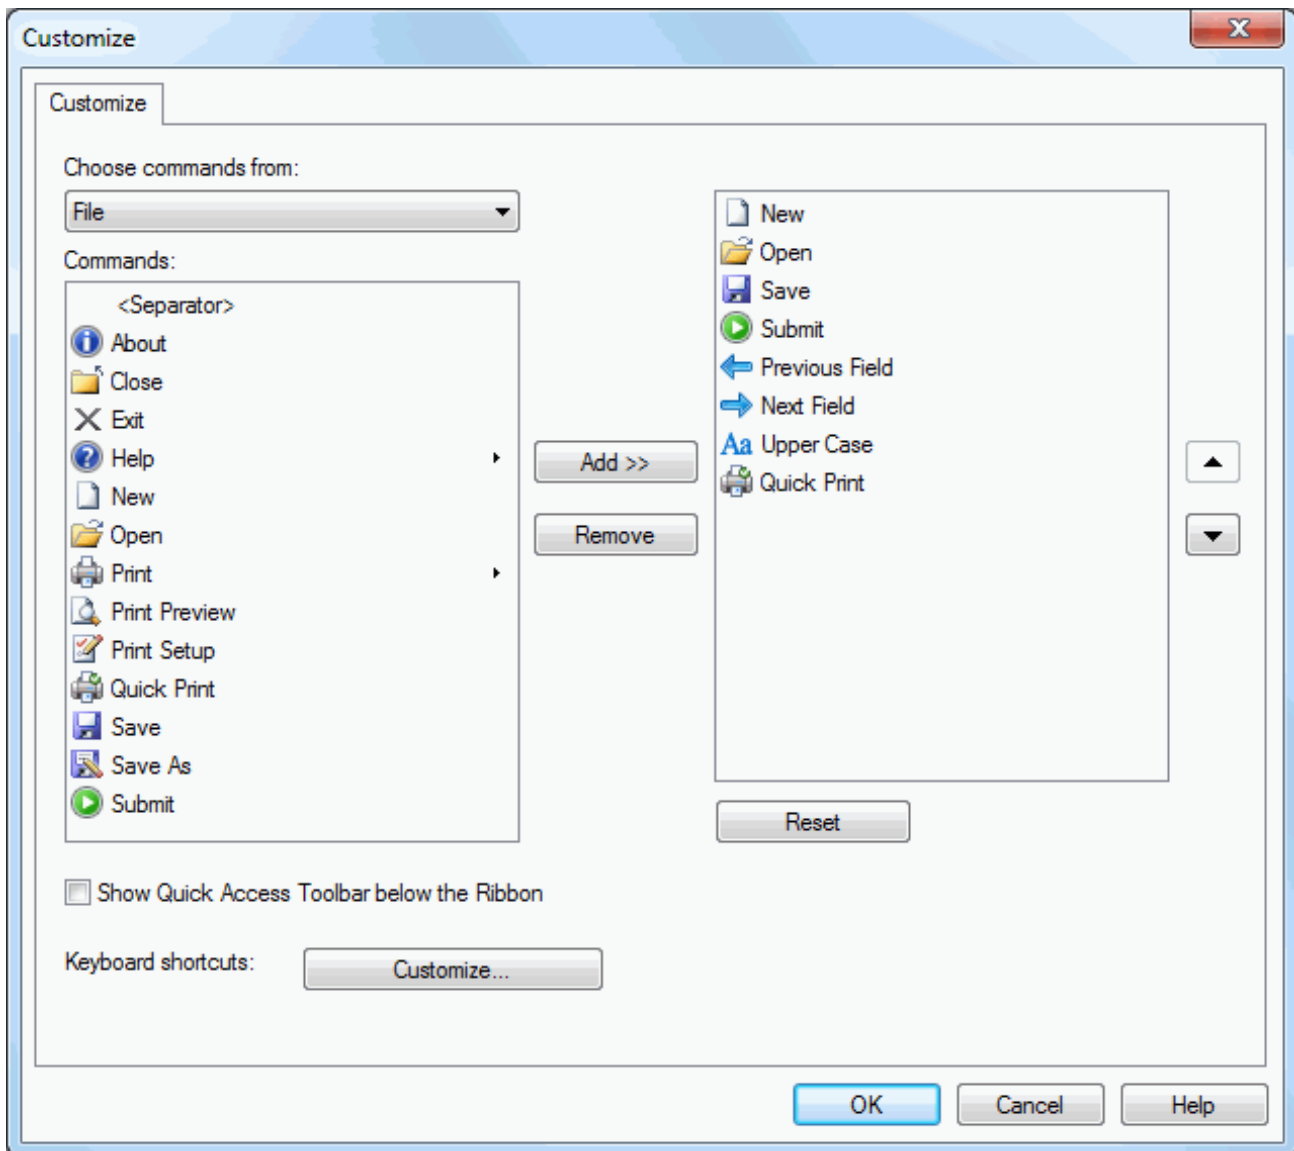 Customize
Customize
Choose commands from:
File
Commands:
<Separator>
About
Close
Exit
Help
New
Open
Print
Print Preview
Print Setup
Quick Print
Save
Save As
Submit
Add >>
Remove
New
Open
Save
Submit
Previous Field
Next Field
Aa Upper Case
Quick Print
Reset
Show Quick Access Toolbar below the Ribbon
Keyboard shortcuts: Customize...
OK Cancel Help